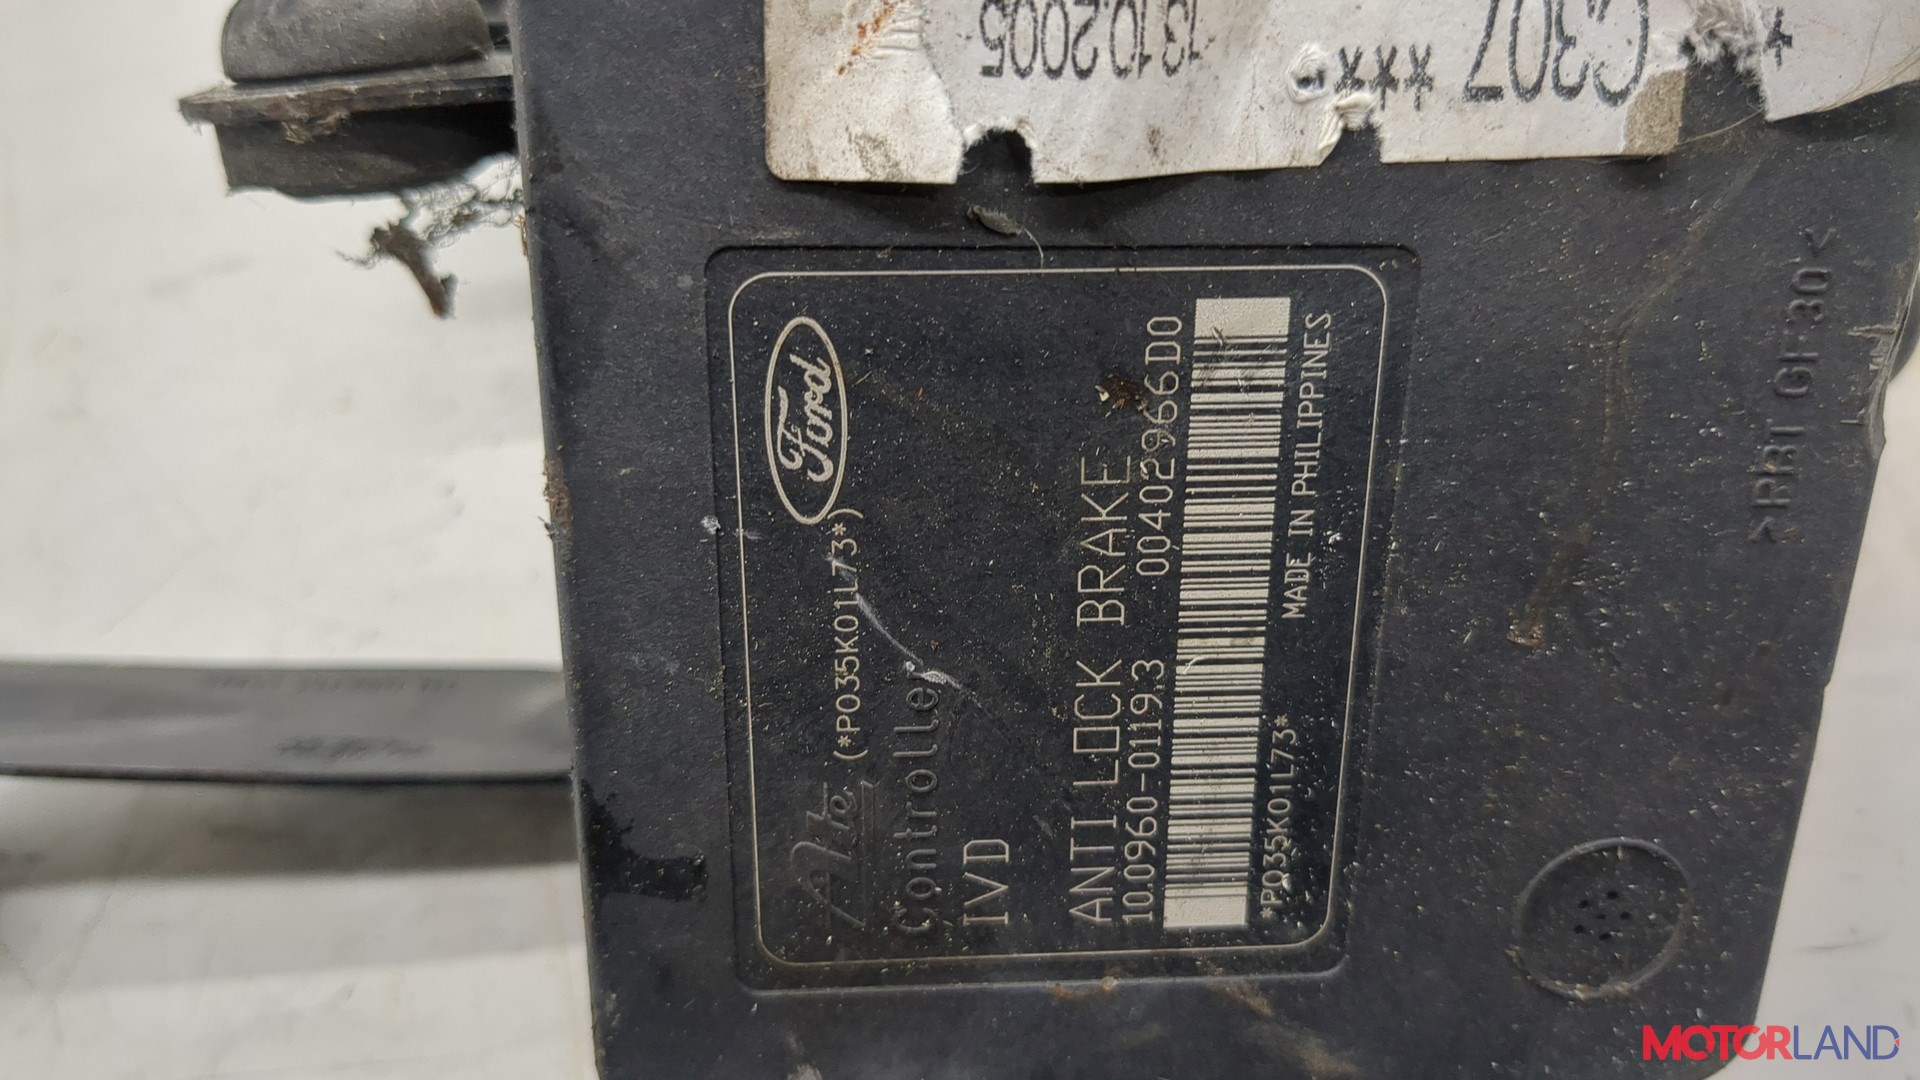 13.10.2005
C307 ***
*
Ford
Ate (*P035K01L73*)
Controller
IVD
ANTI LOCK BRAKE
10.0960-0119.3 00402966D0
MADE IN PHILIPPINES
*P035K01L73*
>PBT GF30<
MOTORLAND